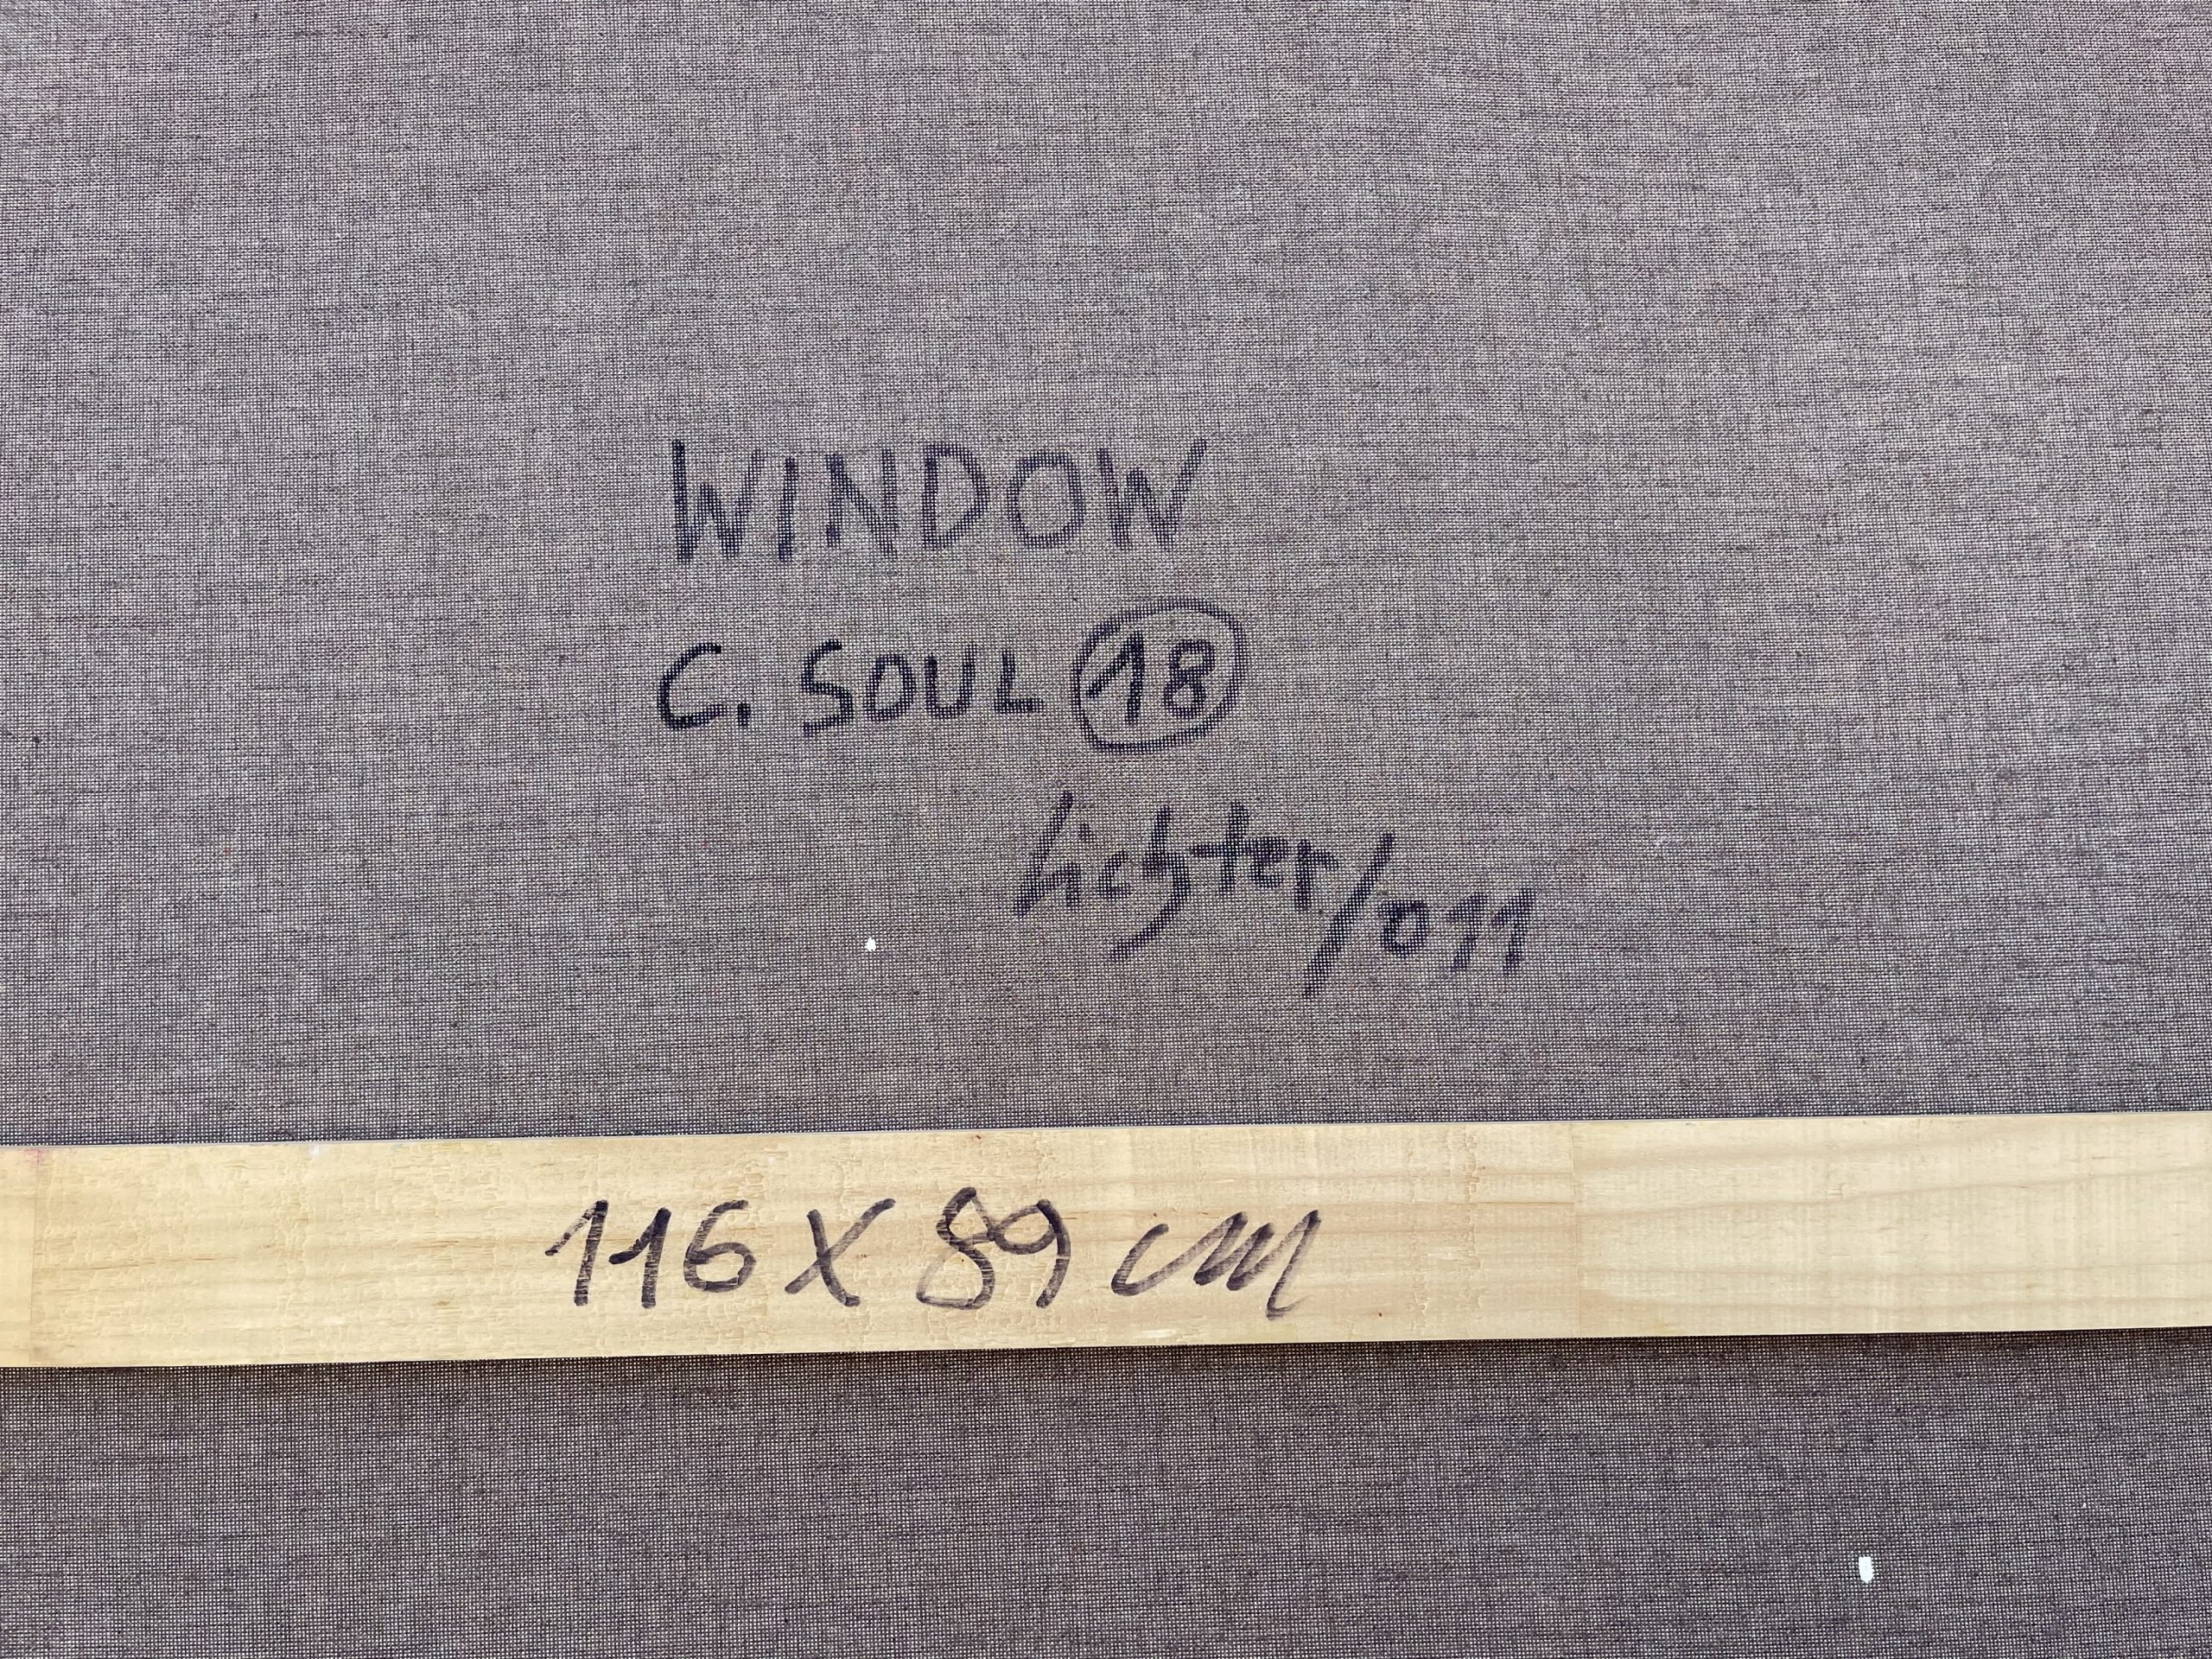 WINDOW
C. SOUL 18
Lichter/011
116 X 89 cm